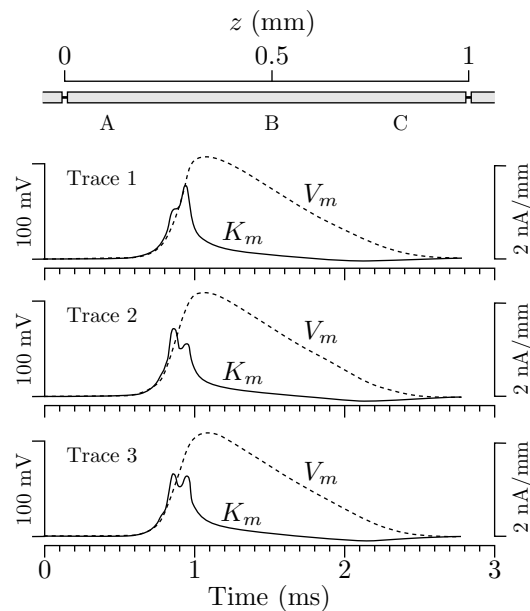 z (mm)
0 0.5 1
A B C
Trace 1
V_m
K_m
100 mV
2 nA/mm
Trace 2
V_m
K_m
100 mV
2 nA/mm
Trace 3
V_m
K_m
100 mV
2 nA/mm
0 1 2 3
Time (ms)